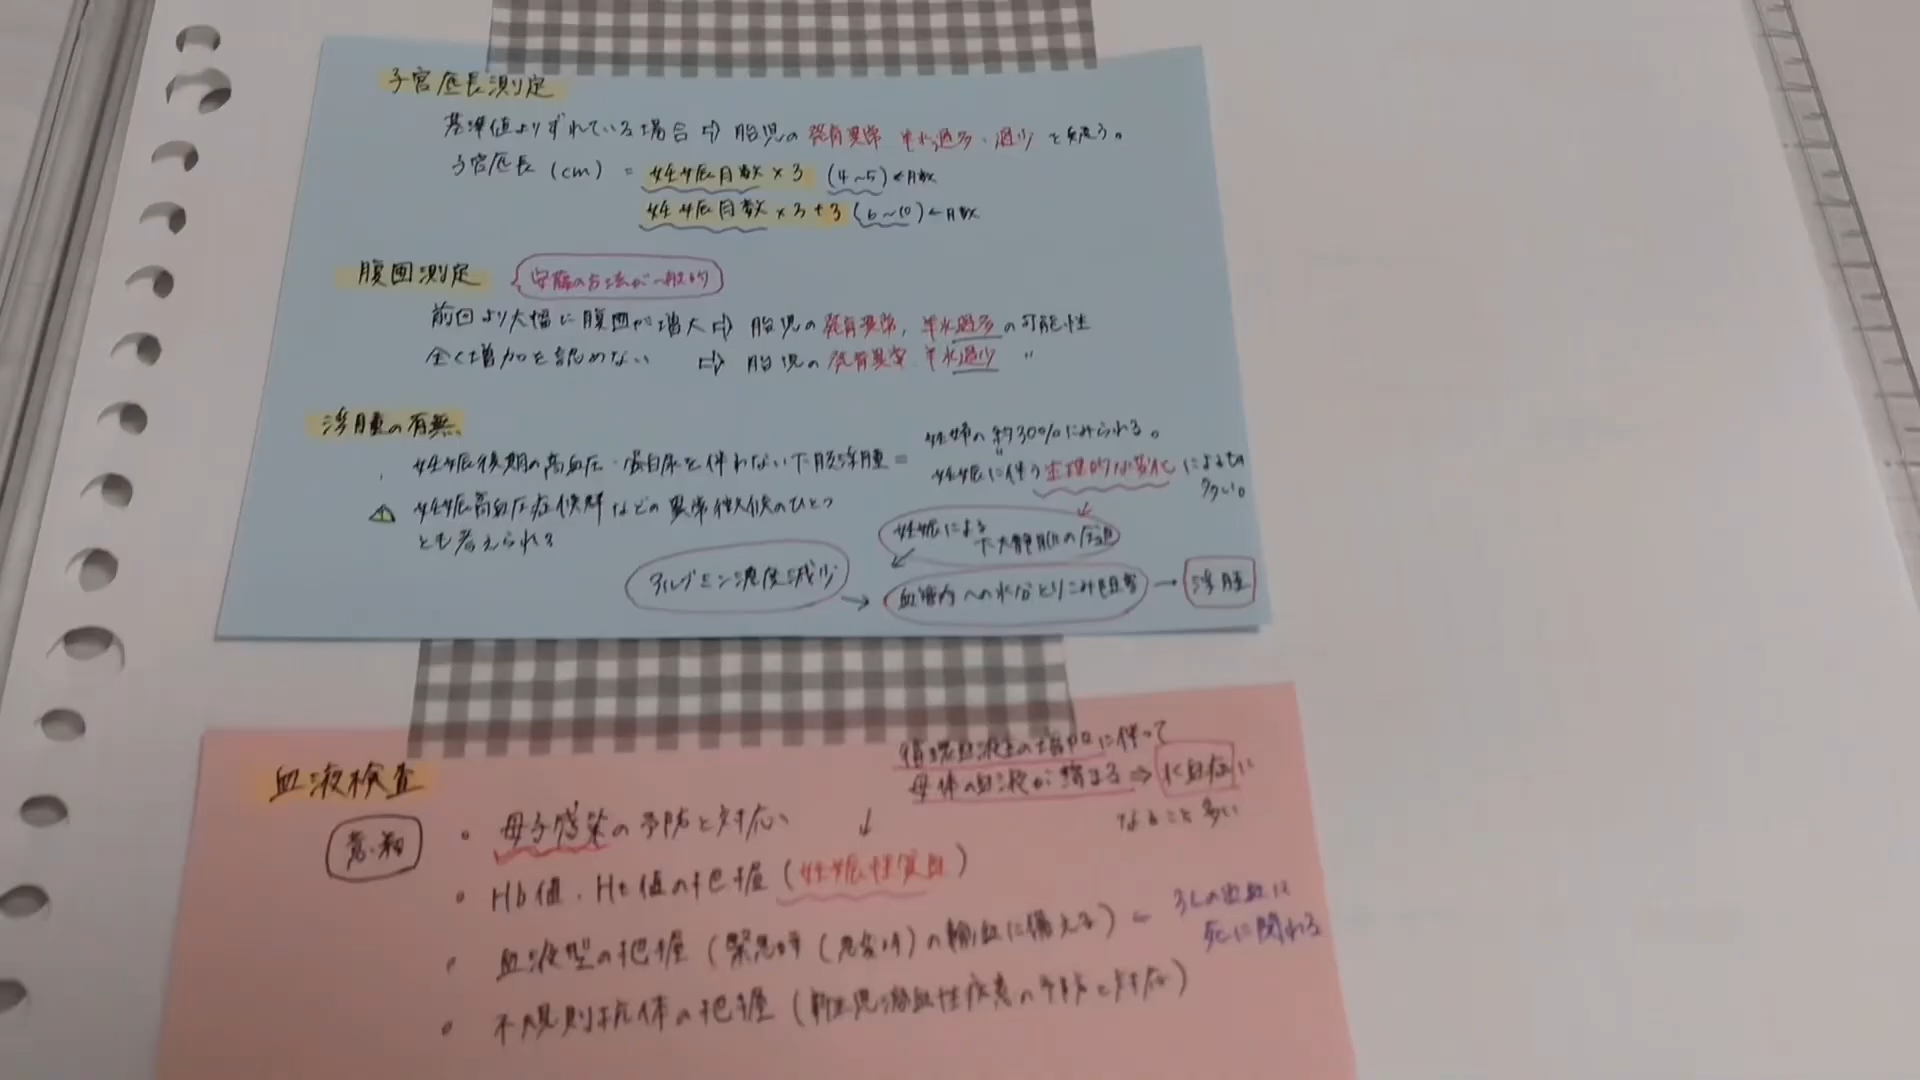 子宮底長測定
基準値よりずれている場合⇨胎児の発育異常 羊水過多・過少を疑う。
子宮底長(cm) = 妊娠月数×3 (4~5)←月数
妊娠月数×3+3(6~10)←月数
腹囲測定
安藤の方法が一般的
前回より大幅に腹囲が増大⇨胎児の発育異常, 羊水過多の可能性
全く増加を認めない ⇨ 胎児の発育異常 羊水過少 〃
浮腫の有無
妊婦の約30%にみられる。
妊娠後期の高血圧・蛋白尿を伴わない下肢浮腫 = 妊娠に伴う生理的な変化によるもの多い。
妊娠高血圧症候群などの異常徴候のひとつ
とも考えられる
妊娠による
下大静脈の圧迫
アルブミン濃度減少 → 血管内への水分とりこみ阻害 → 浮腫
血液検査
循環血液量の増加に伴って
母体の血液が薄まる⇒貧血症に
なること多い
意・義
• 母子感染の予防と対応
• Hb値・Ht値の把握(妊娠性貧血)
• 血液型の把握(緊急時(急変時)の輸血に備える) ← の出血は
死に関わる
• 不規則抗体の把握(新生児溶血性疾患の予防と対応)